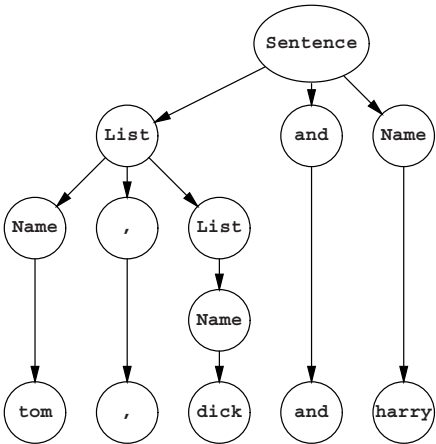 Sentence
List and Name
Name , List
Name
tom , dick and harry